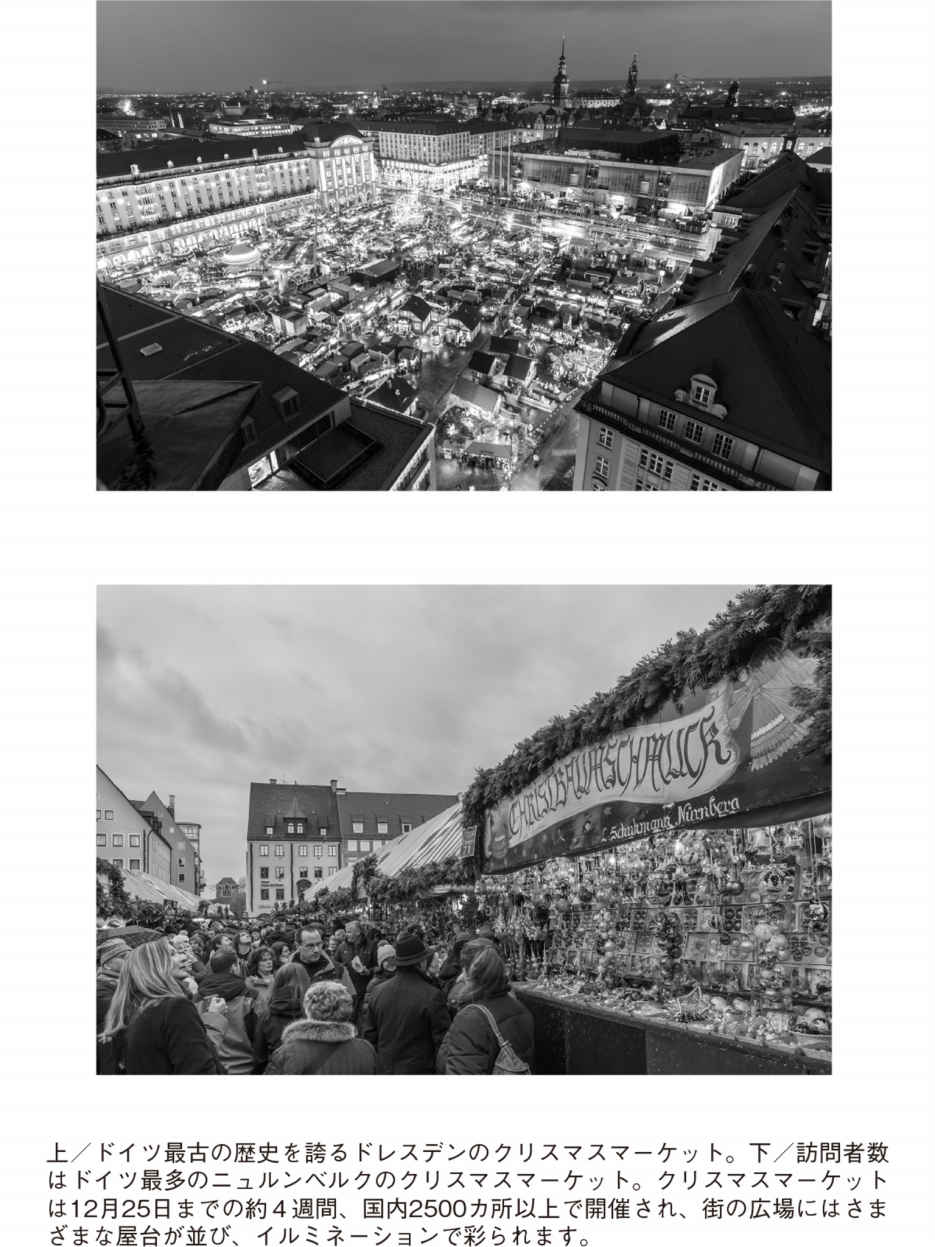 CHRISTBAUMSCHMUCK
Schuhmann Nürnberg
上／ドイツ最古の歴史を誇るドレスデンのクリスマスマーケット。下／訪問者数
はドイツ最多のニュルンベルクのクリスマスマーケット。クリスマスマーケット
は12月25日までの約４週間、国内2500カ所以上で開催され、街の広場にはさま
ざまな屋台が並び、イルミネーションで彩られます。